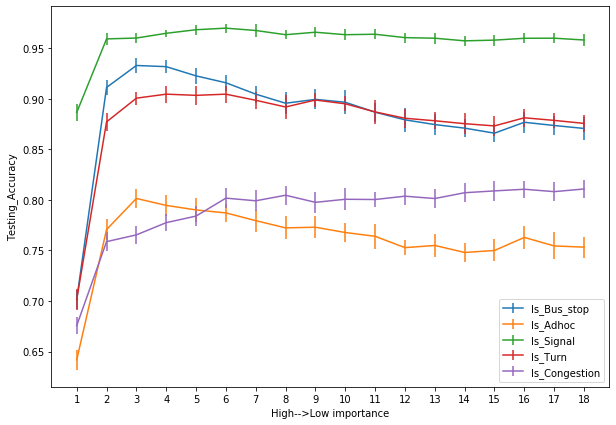 0.95
0.90
0.85
0.80
0.75
0.70
0.65
Testing_Accuracy
1 2 3 4 5 6 7 8 9 10 11 12 13 14 15 16 17 18
High-->Low importance
Is_Bus_stop
Is_Adhoc
Is_Signal
Is_Turn
Is_Congestion